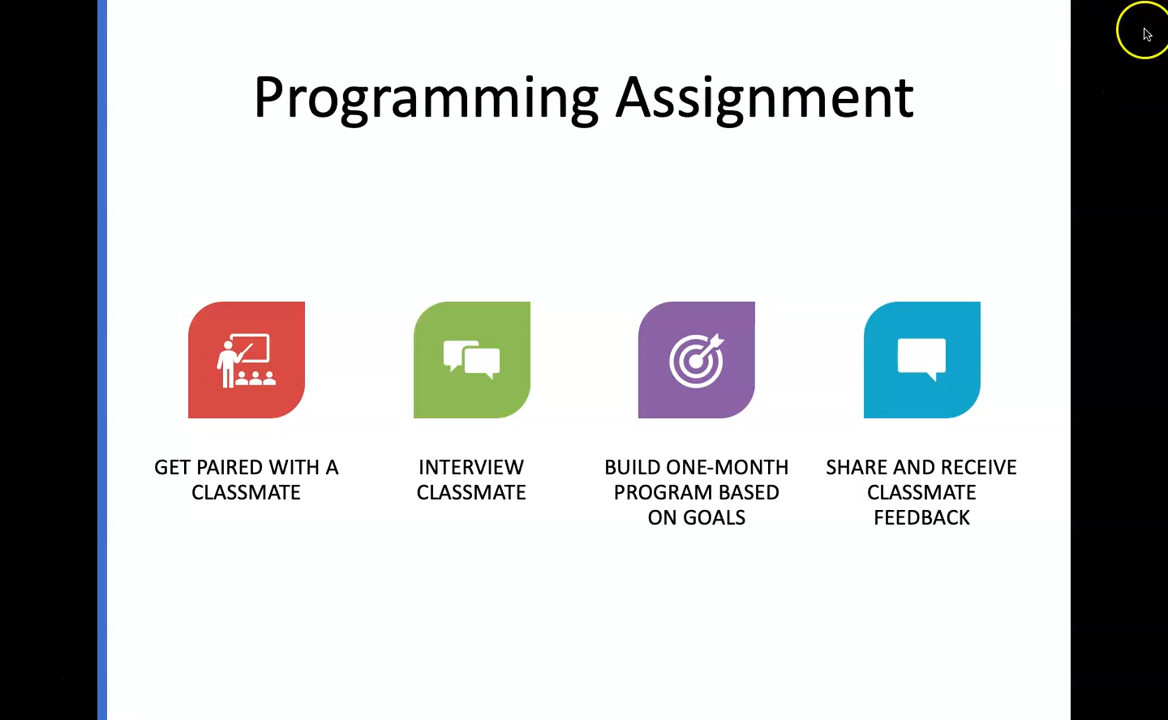 Programming Assignment
GET PAIRED WITH A
CLASSMATE
INTERVIEW
CLASSMATE
BUILD ONE-MONTH
PROGRAM BASED
ON GOALS
SHARE AND RECEIVE
CLASSMATE
FEEDBACK